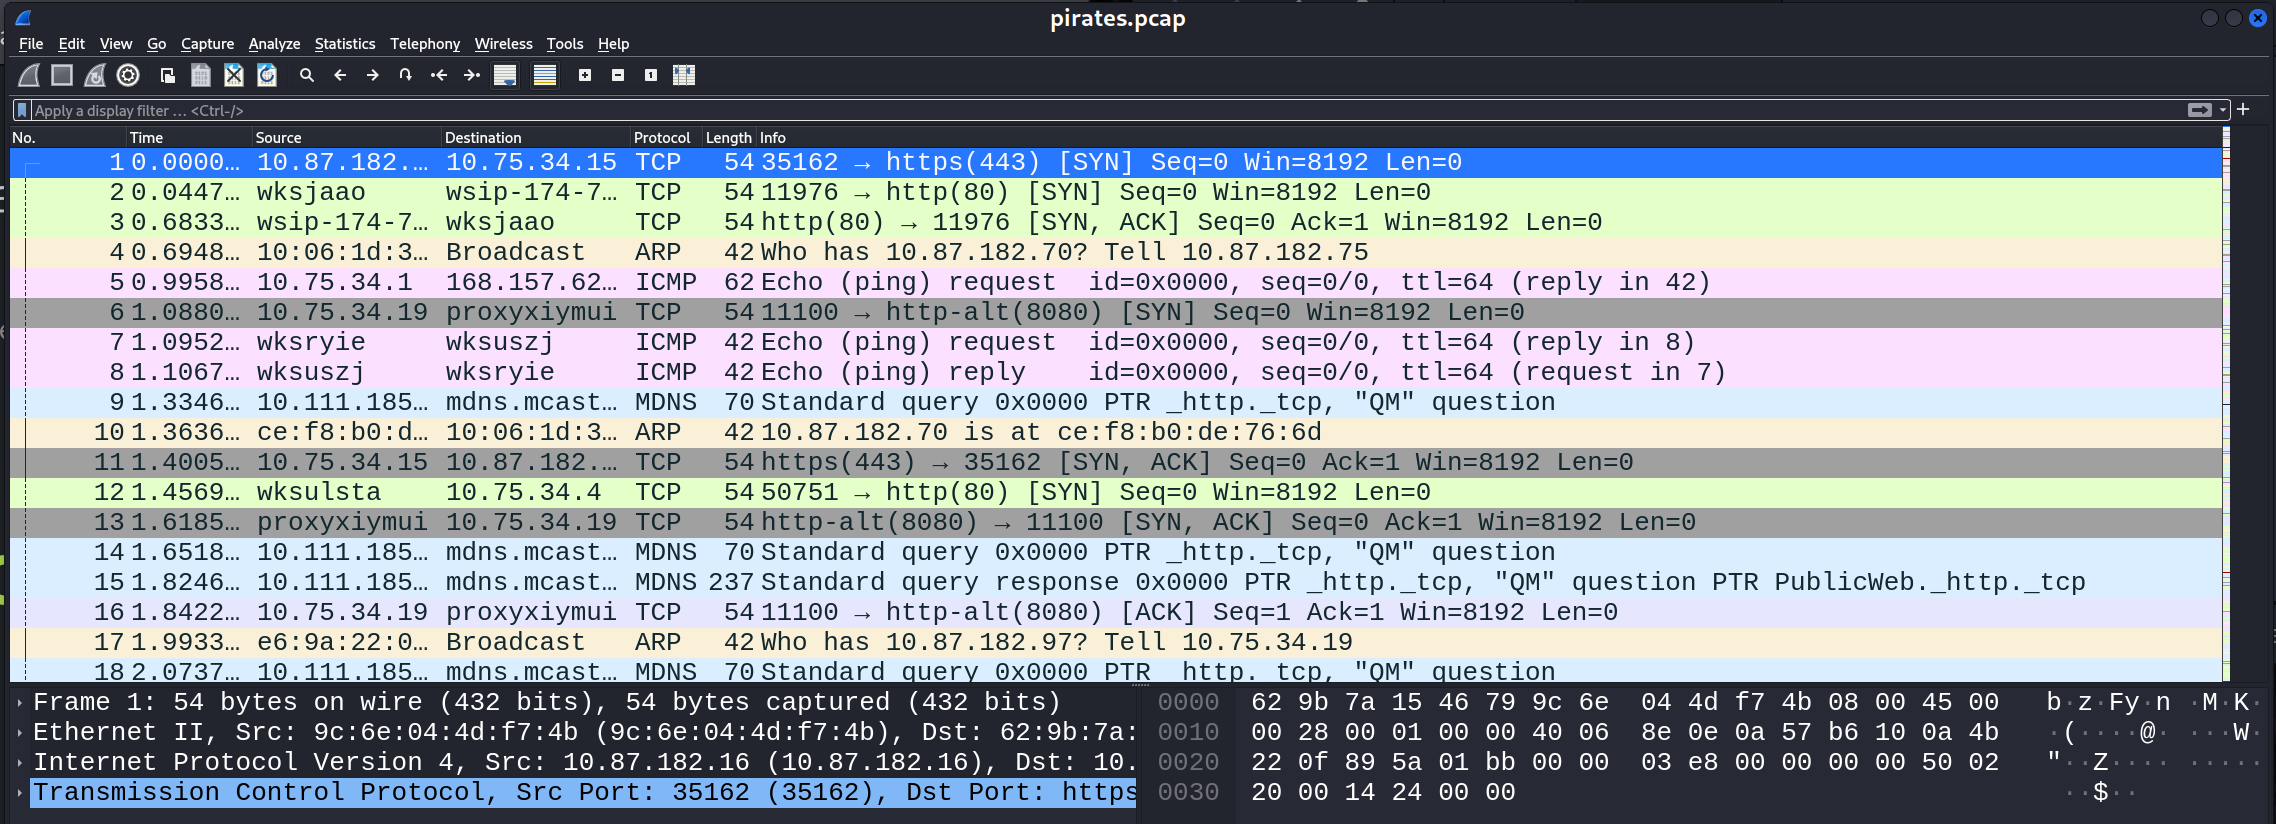 pirates.pcap
File Edit View Go Capture Analyze Statistics Telephony Wireless Tools Help
Apply a display filter … <Ctrl-/>
No. Time Source Destination Protocol Length Info
1 0.0000… 10.87.182.… 10.75.34.15 TCP 54 35162 → https(443) [SYN] Seq=0 Win=8192 Len=0
2 0.0447… wksjaao wsip-174-7… TCP 54 11976 → http(80) [SYN] Seq=0 Win=8192 Len=0
3 0.6833… wsip-174-7… wksjaao TCP 54 http(80) → 11976 [SYN, ACK] Seq=0 Ack=1 Win=8192 Len=0
4 0.6948… 10:06:1d:3… Broadcast ARP 42 Who has 10.87.182.70? Tell 10.87.182.75
5 0.9958… 10.75.34.1 168.157.62… ICMP 62 Echo (ping) request id=0x0000, seq=0/0, ttl=64 (reply in 42)
6 1.0880… 10.75.34.19 proxyxiymui TCP 54 11100 → http-alt(8080) [SYN] Seq=0 Win=8192 Len=0
7 1.0952… wksryie wksuszj ICMP 42 Echo (ping) request id=0x0000, seq=0/0, ttl=64 (reply in 8)
8 1.1067… wksuszj wksryie ICMP 42 Echo (ping) reply id=0x0000, seq=0/0, ttl=64 (request in 7)
9 1.3346… 10.111.185… mdns.mcast… MDNS 70 Standard query 0x0000 PTR _http._tcp, "QM" question
10 1.3636… ce:f8:b0:d… 10:06:1d:3… ARP 42 10.87.182.70 is at ce:f8:b0:de:76:6d
11 1.4005… 10.75.34.15 10.87.182.… TCP 54 https(443) → 35162 [SYN, ACK] Seq=0 Ack=1 Win=8192 Len=0
12 1.4569… wksulsta 10.75.34.4 TCP 54 50751 → http(80) [SYN] Seq=0 Win=8192 Len=0
13 1.6185… proxyxiymui 10.75.34.19 TCP 54 http-alt(8080) → 11100 [SYN, ACK] Seq=0 Ack=1 Win=8192 Len=0
14 1.6518… 10.111.185… mdns.mcast… MDNS 70 Standard query 0x0000 PTR _http._tcp, "QM" question
15 1.8246… 10.111.185… mdns.mcast… MDNS 237 Standard query response 0x0000 PTR _http._tcp, "QM" question PTR PublicWeb._http._tcp
16 1.8422… 10.75.34.19 proxyxiymui TCP 54 11100 → http-alt(8080) [ACK] Seq=1 Ack=1 Win=8192 Len=0
17 1.9933… e6:9a:22:0… Broadcast ARP 42 Who has 10.87.182.97? Tell 10.75.34.19
18 2.0737… 10.111.185… mdns.mcast… MDNS 70 Standard query 0x0000 PTR _http._tcp, "QM" question
Frame 1: 54 bytes on wire (432 bits), 54 bytes captured (432 bits)
Ethernet II, Src: 9c:6e:04:4d:f7:4b (9c:6e:04:4d:f7:4b), Dst: 62:9b:7a:
Internet Protocol Version 4, Src: 10.87.182.16 (10.87.182.16), Dst: 10.
Transmission Control Protocol, Src Port: 35162 (35162), Dst Port: https
0000 62 9b 7a 15 46 79 9c 6e 04 4d f7 4b 08 00 45 00 b·z·Fy·n ·M·K··E·
0010 00 28 00 01 00 00 40 06 8e 0e 0a 57 b6 10 0a 4b ·(····@· ···W·
0020 22 0f 89 5a 01 bb 00 00 03 e8 00 00 00 00 50 02 "··Z···· ·····
0030 20 00 14 24 00 00 ··$··